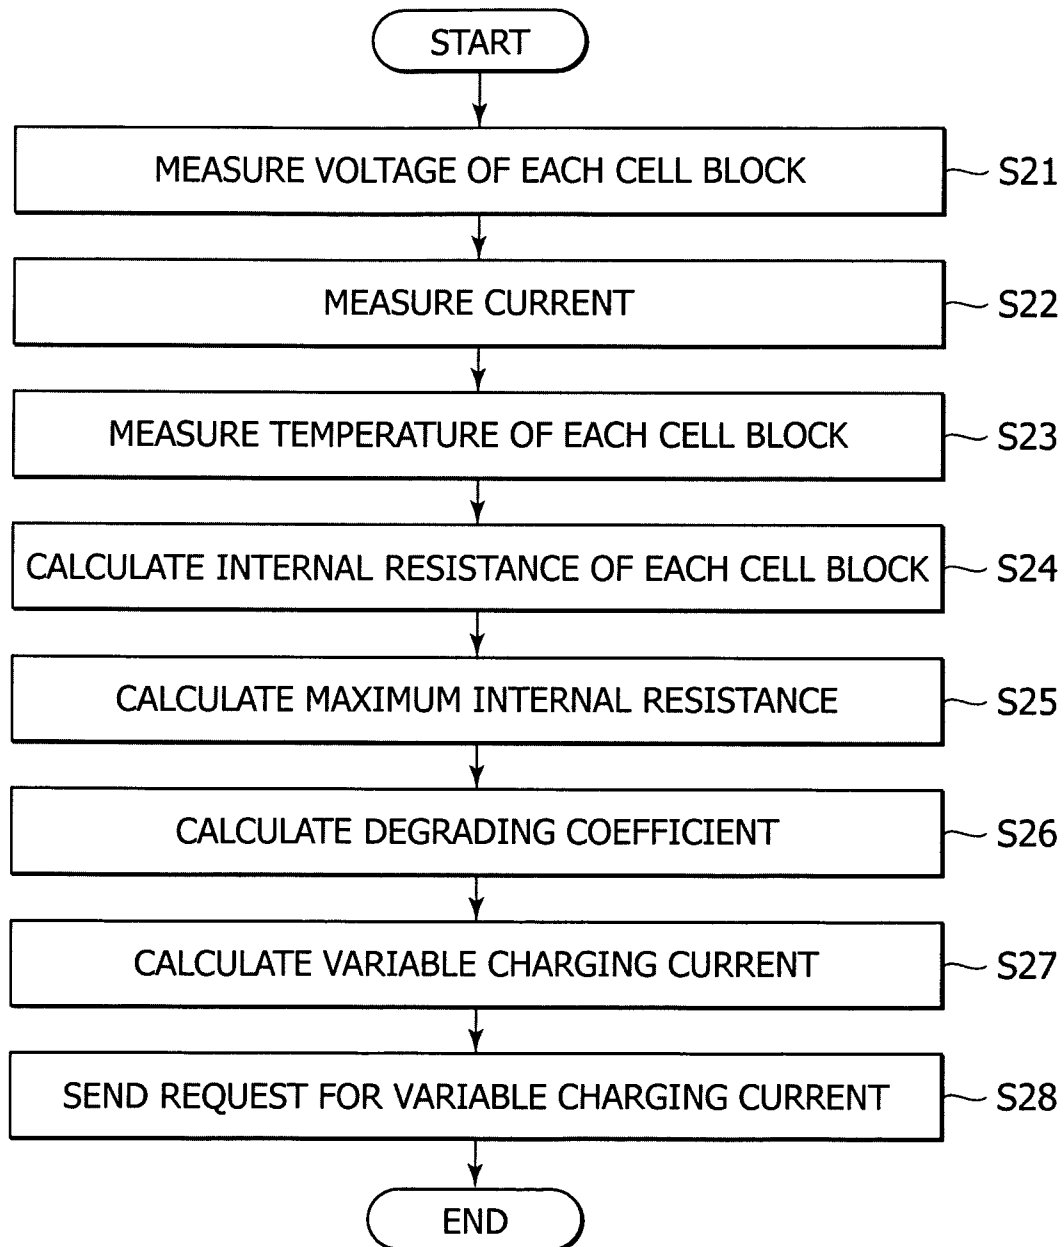 START
MEASURE VOLTAGE OF EACH CELL BLOCK
S21
MEASURE CURRENT
S22
MEASURE TEMPERATURE OF EACH CELL BLOCK
S23
CALCULATE INTERNAL RESISTANCE OF EACH CELL BLOCK
S24
CALCULATE MAXIMUM INTERNAL RESISTANCE
S25
CALCULATE DEGRADING COEFFICIENT
S26
CALCULATE VARIABLE CHARGING CURRENT
S27
SEND REQUEST FOR VARIABLE CHARGING CURRENT
S28
END